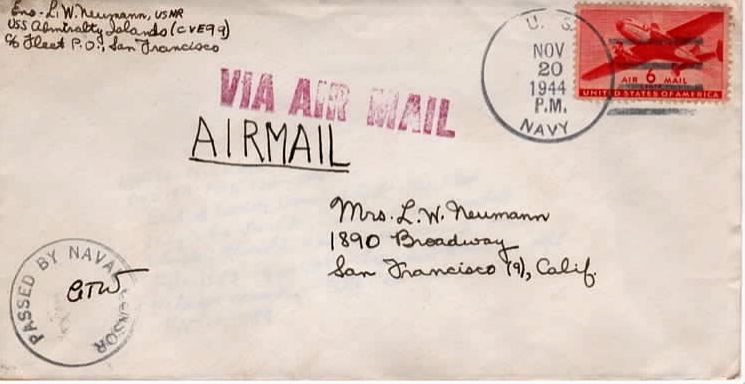 Ens. L. W. Neumann, USNR
USS Admiralty Islands (CVE99)
c/o Fleet P.O., San Francisco
U. S.
NOV
20
1944
P.M.
NAVY
AIR 6 MAIL
UNITED STATES OF AMERICA
VIA AIR MAIL
AIRMAIL
Mrs. L. W. Neumann
1890 Broadway
San Francisco (9), Calif.
PASSED BY NAVAL CENSOR